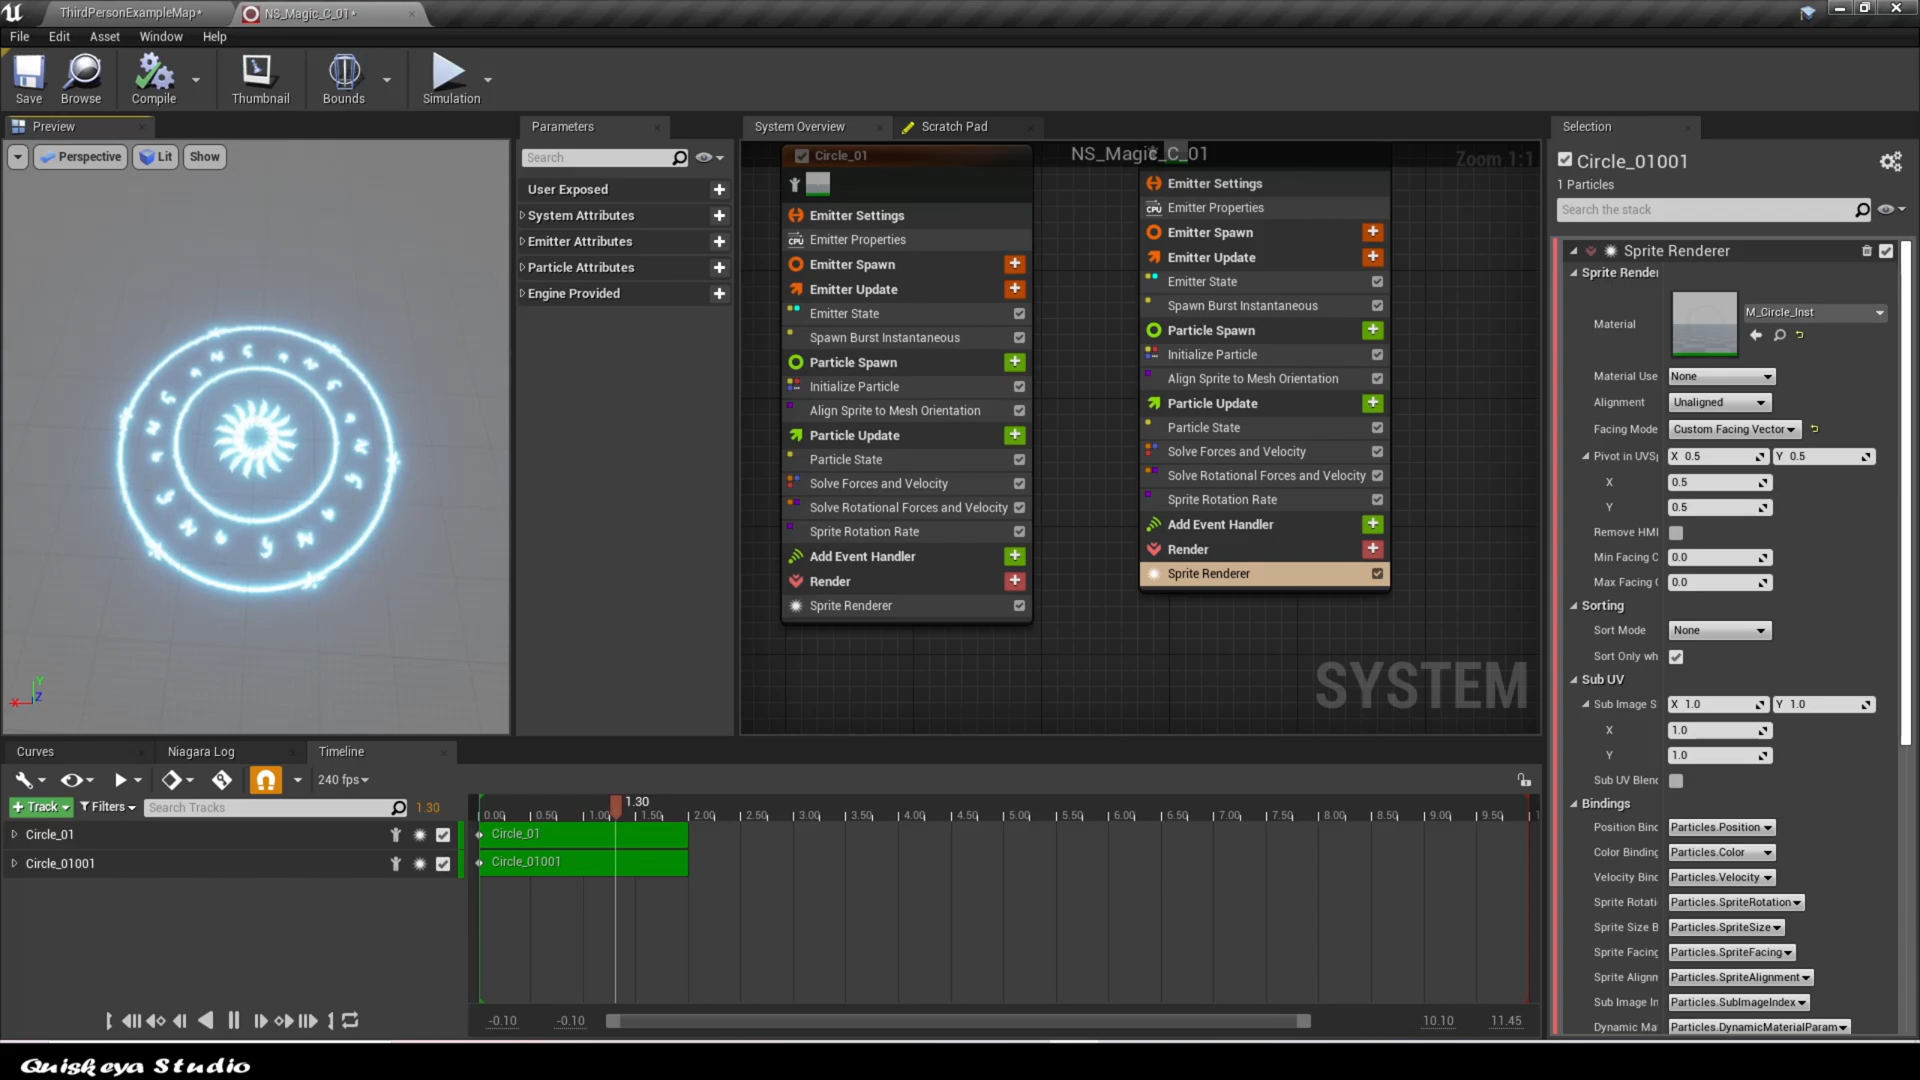 ThirdPersonExampleMap*
NS_Magic_C_01*
File Edit Asset Window Help
Save Browse Compile Thumbnail Bounds Simulation
Preview
Perspective Lit Show
Parameters
Search
User Exposed
System Attributes
Emitter Attributes
Particle Attributes
Engine Provided
System Overview
Scratch Pad
NS_Magic_C_01
Zoom 1:1
Circle_01
Emitter Settings
CPU Emitter Properties
Emitter Spawn
Emitter Update
Emitter State
Spawn Burst Instantaneous
Particle Spawn
Initialize Particle
Align Sprite to Mesh Orientation
Particle Update
Particle State
Solve Forces and Velocity
Solve Rotational Forces and Velocity
Sprite Rotation Rate
Add Event Handler
Render
Sprite Renderer
Emitter Settings
CPU Emitter Properties
Emitter Spawn
Emitter Update
Emitter State
Spawn Burst Instantaneous
Particle Spawn
Initialize Particle
Align Sprite to Mesh Orientation
Particle Update
Particle State
Solve Forces and Velocity
Solve Rotational Forces and Velocity
Sprite Rotation Rate
Add Event Handler
Render
Sprite Renderer
SYSTEM
Selection
Circle_01001
1 Particles
Search the stack
Sprite Renderer
Sprite Render
Material M_Circle_Inst
Material Use None
Alignment Unaligned
Facing Mode Custom Facing Vector
Pivot in UVS X 0.5 Y 0.5
X 0.5
Y 0.5
Remove HMI
Min Facing 0.0
Max Facing 0.0
Sorting
Sort Mode None
Sort Only wh
Sub UV
Sub Image S X 1.0 Y 1.0
X 1.0
Y 1.0
Sub UV Blend
Bindings
Position Binc Particles.Position
Color Binding Particles.Color
Velocity Binc Particles.Velocity
Sprite Rotati Particles.SpriteRotation
Sprite Size B Particles.SpriteSize
Sprite Facing Particles.SpriteFacing
Sprite Alignm Particles.SpriteAlignment
Sub Image In Particles.SubImageIndex
Dynamic Ma Particles.DynamicMaterialParam
X Y Z
Curves
Niagara Log
Timeline
240 fps
Track Filters Search Tracks 1.30
1.30
0.00 0.50 1.00 1.50 2.00 2.50 3.00 3.50 4.00 4.50 5.00 5.50 6.00 6.50 7.00 7.50 8.00 8.50 9.00 9.50
Circle_01
Circle_01
Circle_01001
Circle_01001
-0.10 -0.10 10.10 11.45
Quiskeya Studio